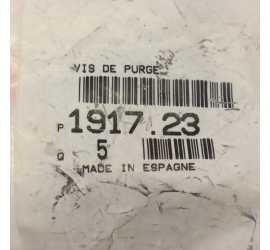 VIS DE PURGE
P 1917.23
Q 5
MADE IN ESPAGNE